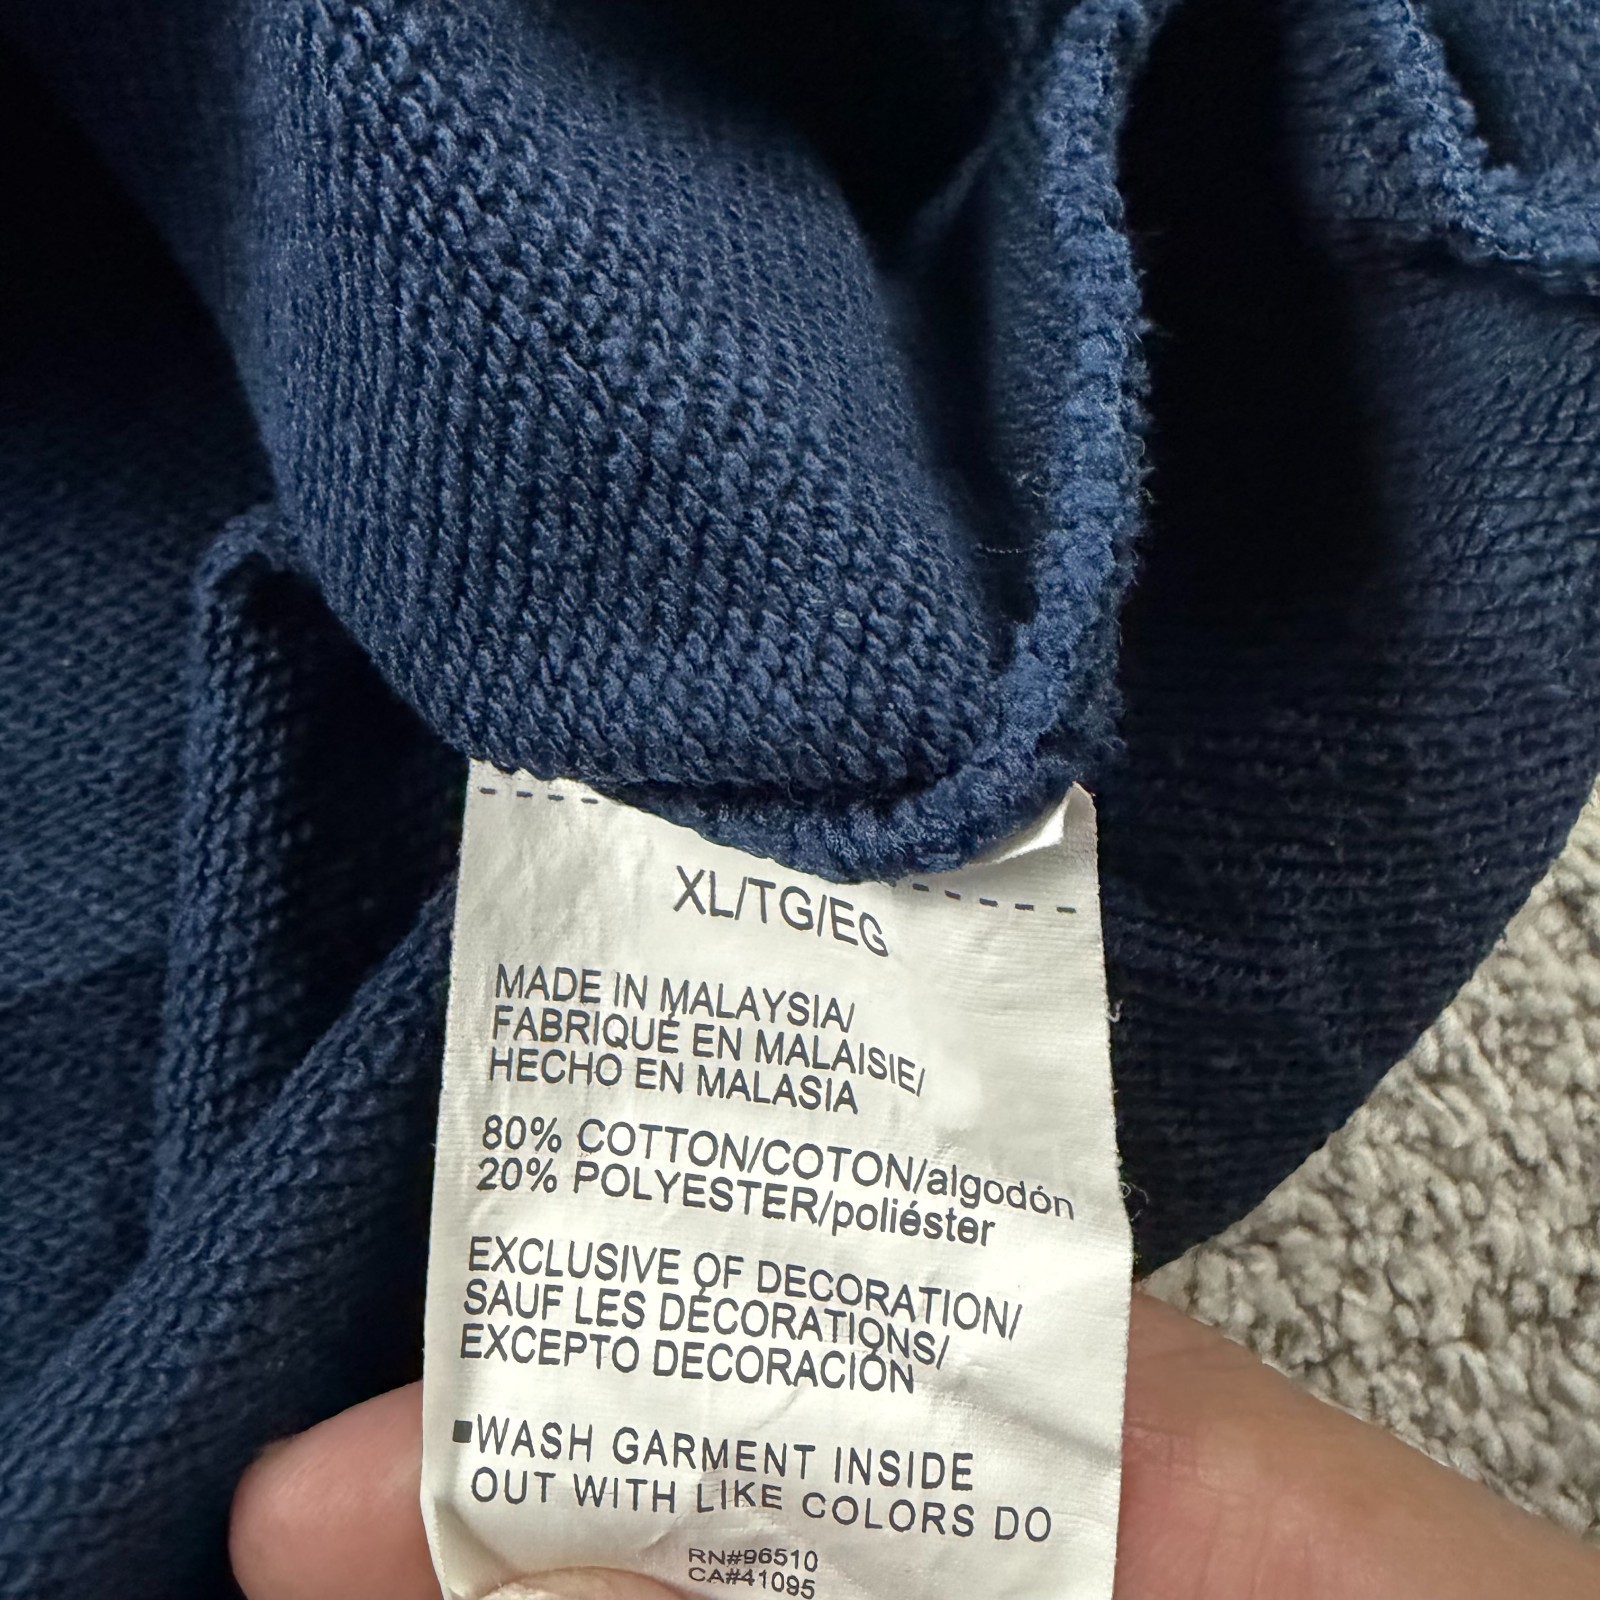 XL/TG/EG
MADE IN MALAYSIA/
FABRIQUÉ EN MALAISIE/
HECHO EN MALASIA
80% COTTON/COTON/algodón
20% POLYESTER/poliéster
EXCLUSIVE OF DECORATION/
SAUF LES DÉCORATIONS/
EXCEPTO DECORACIÓN
■WASH GARMENT INSIDE
OUT WITH LIKE COLORS DO
RN#96510
CA#41095